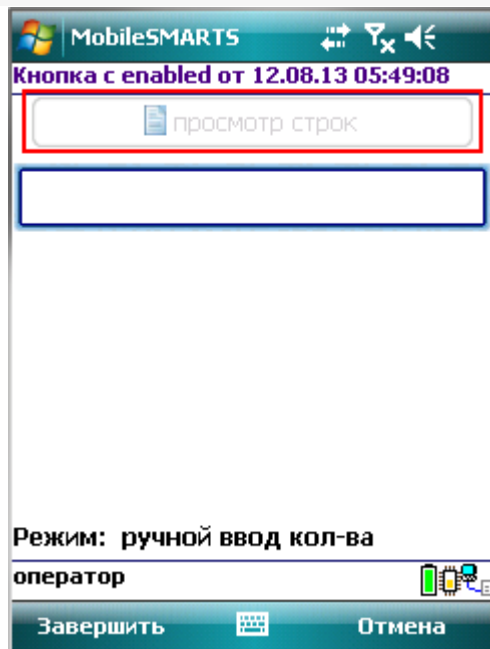 MobileSMARTS
Кнопка с enabled от 12.08.13 05:49:08
просмотр строк
Режим: ручной ввод кол-ва
оператор
Завершить Отмена